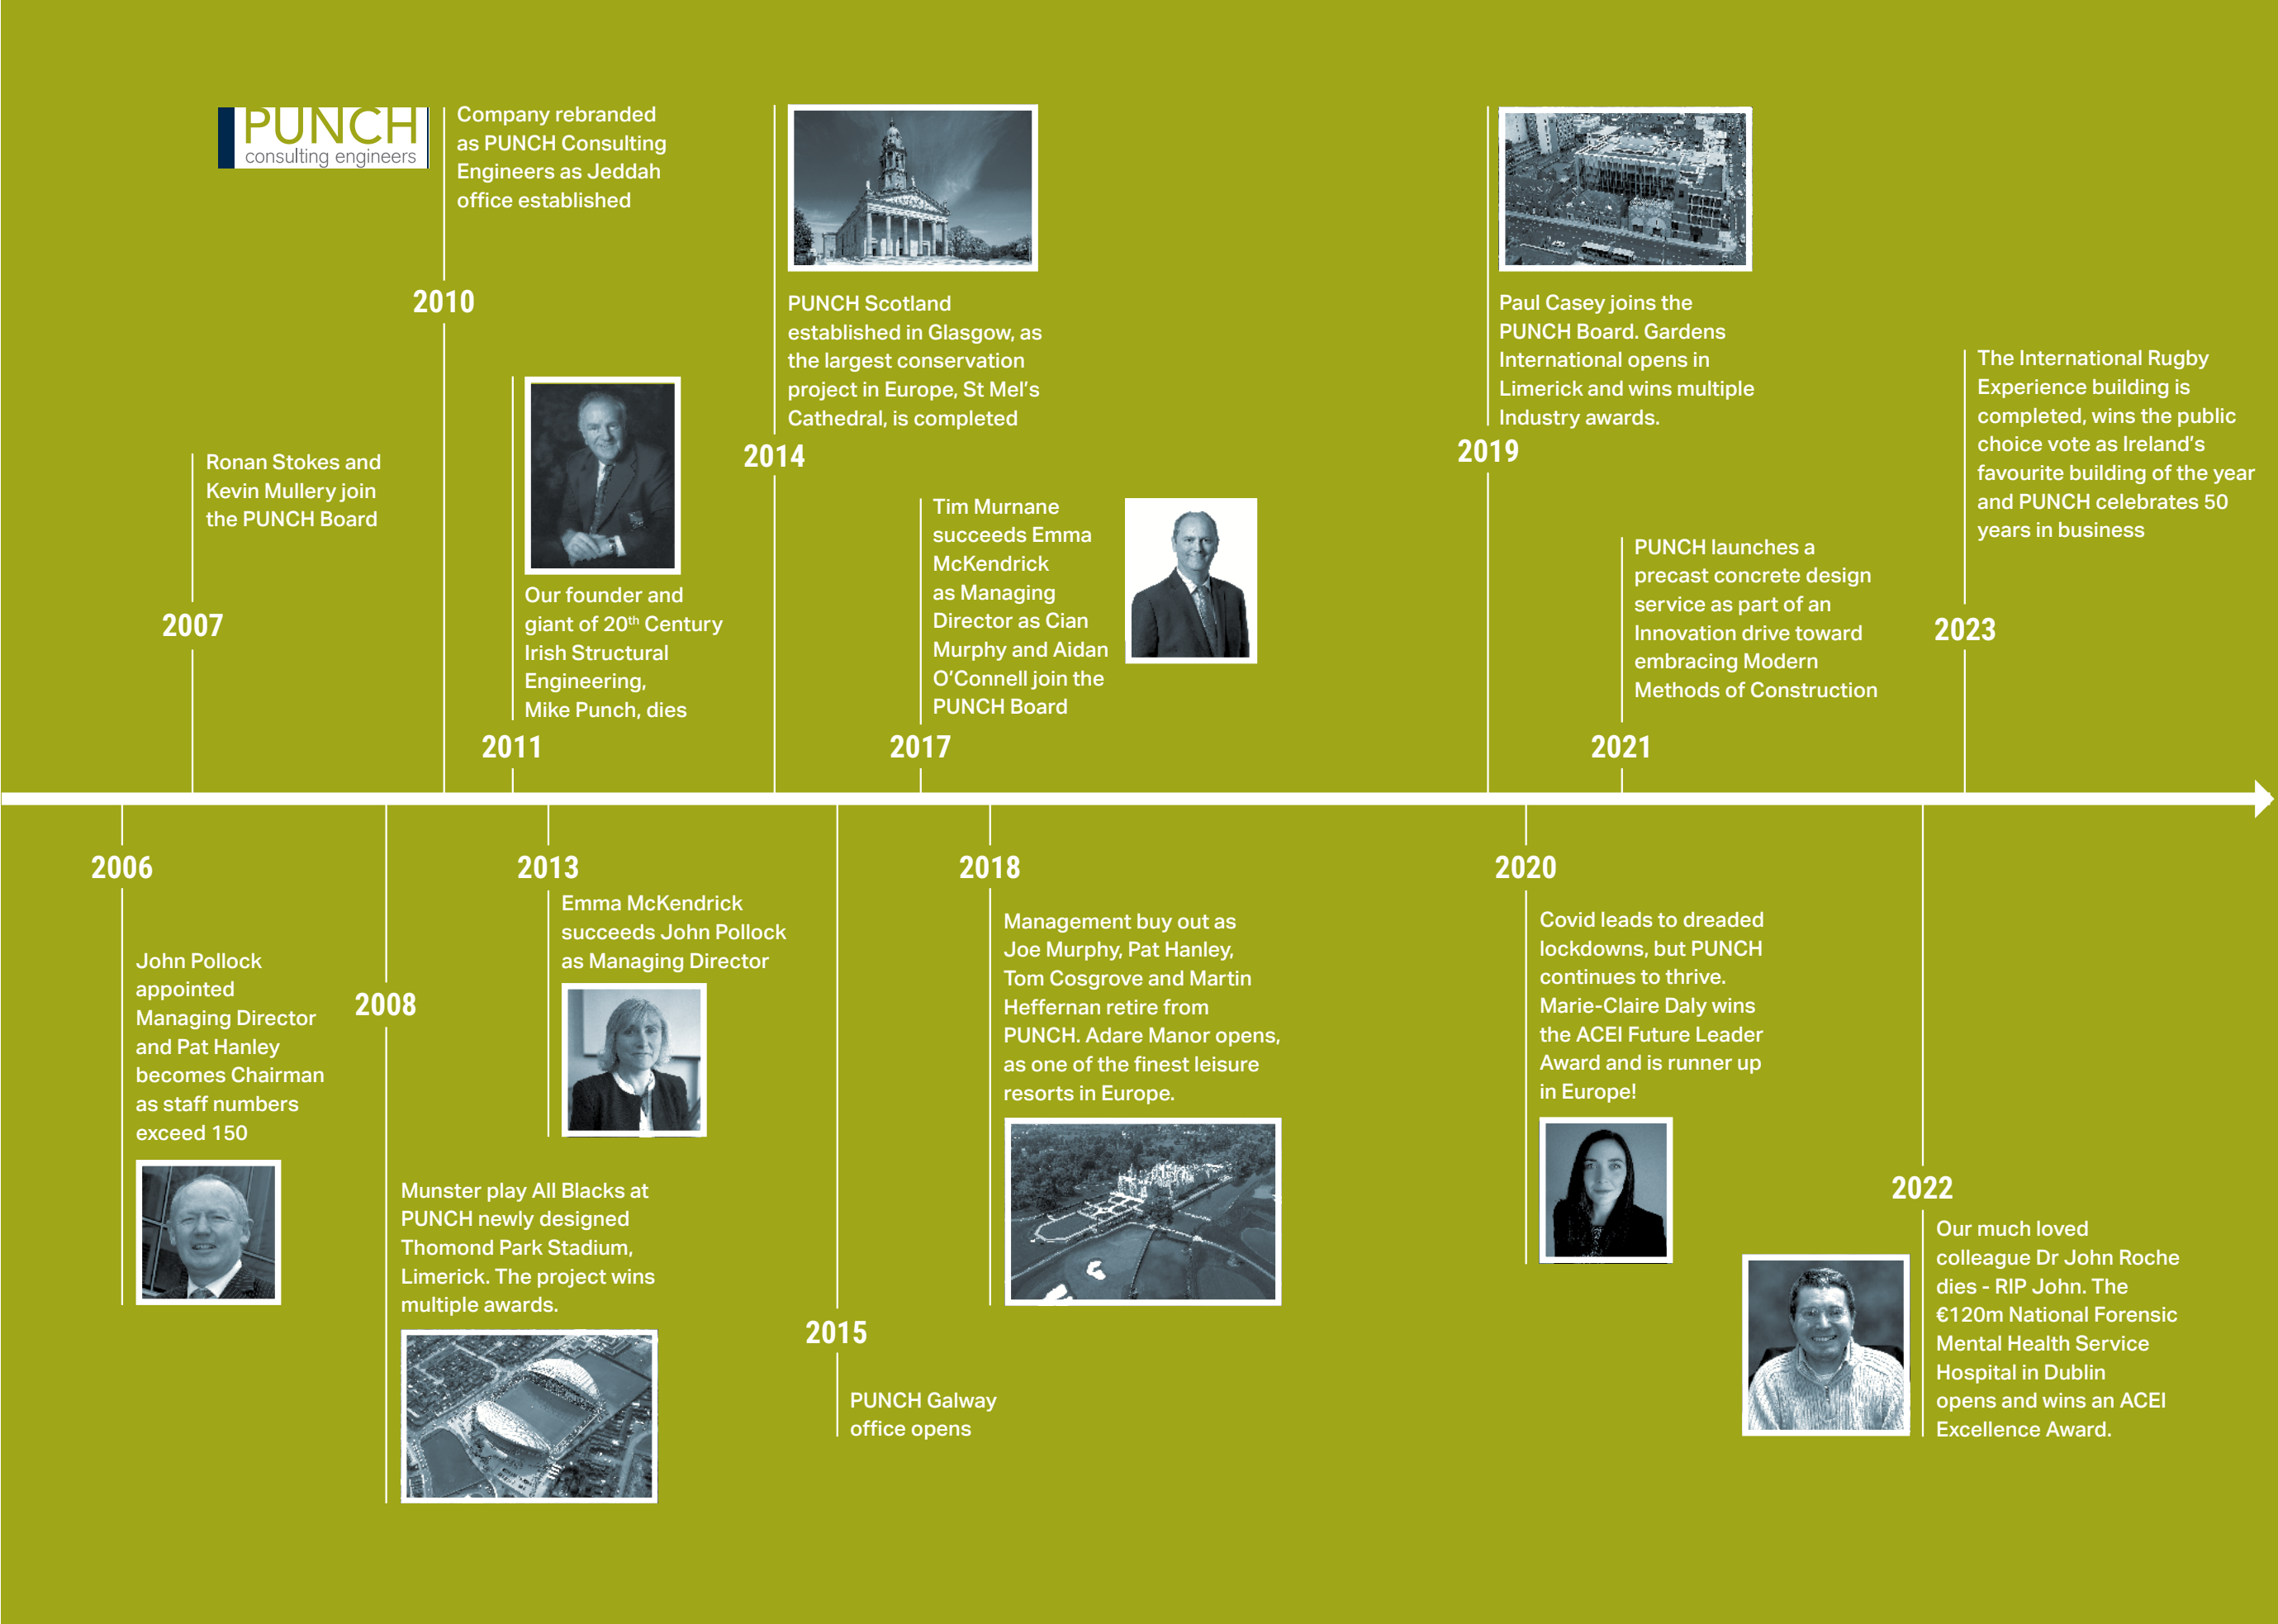 PUNCH
consulting engineers
Company rebranded
as PUNCH Consulting
Engineers as Jeddah
office established
2010
Ronan Stokes and
Kevin Mullery join
the PUNCH Board
2007
Our founder and
giant of 20th Century
Irish Structural
Engineering,
Mike Punch, dies
2011
PUNCH Scotland
established in Glasgow, as
the largest conservation
project in Europe, St Mel's
Cathedral, is completed
2014
Tim Murnane
succeeds Emma
McKendrick
as Managing
Director as Cian
Murphy and Aidan
O'Connell join the
PUNCH Board
2017
Paul Casey joins the
PUNCH Board. Gardens
International opens in
Limerick and wins multiple
Industry awards.
2019
PUNCH launches a
precast concrete design
service as part of an
Innovation drive toward
embracing Modern
Methods of Construction
2021
The International Rugby
Experience building is
completed, wins the public
choice vote as Ireland's
favourite building of the year
and PUNCH celebrates 50
years in business
2023
2006
John Pollock
appointed
Managing Director
and Pat Hanley
becomes Chairman
as staff numbers
exceed 150
2008
Munster play All Blacks at
PUNCH newly designed
Thomond Park Stadium,
Limerick. The project wins
multiple awards.
2013
Emma McKendrick
succeeds John Pollock
as Managing Director
2015
PUNCH Galway
office opens
2018
Management buy out as
Joe Murphy, Pat Hanley,
Tom Cosgrove and Martin
Heffernan retire from
PUNCH. Adare Manor opens,
as one of the finest leisure
resorts in Europe.
2020
Covid leads to dreaded
lockdowns, but PUNCH
continues to thrive.
Marie-Claire Daly wins
the ACEI Future Leader
Award and is runner up
in Europe!
2022
Our much loved
colleague Dr John Roche
dies - RIP John. The
€120m National Forensic
Mental Health Service
Hospital in Dublin
opens and wins an ACEI
Excellence Award.